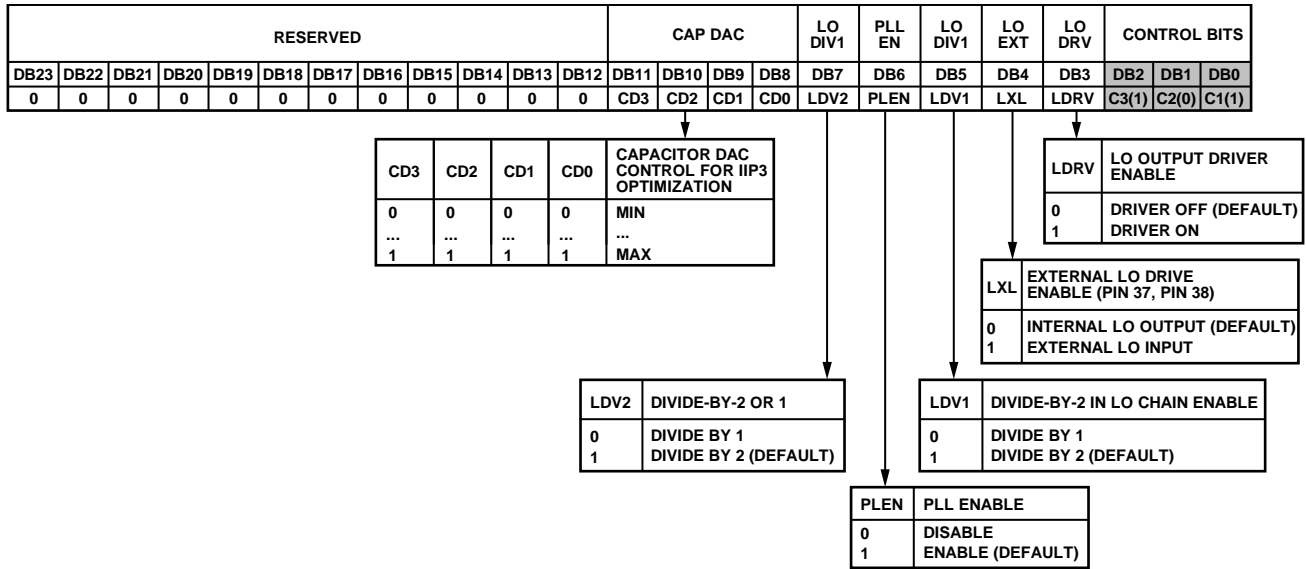 RESERVED CAP DAC LO DIV1 PLL EN LO DIV1 LO EXT LO DRV CONTROL BITS
DB23 DB22 DB21 DB20 DB19 DB18 DB17 DB16 DB15 DB14 DB13 DB12 DB11 DB10 DB9 DB8 DB7 DB6 DB5 DB4 DB3 DB2 DB1 DB0
0 0 0 0 0 0 0 0 0 0 0 0 CD3 CD2 CD1 CD0 LDV2 PLEN LDV1 LXL LDRV C3(1) C2(0) C1(1)
CD3 CD2 CD1 CD0 CAPACITOR DAC
CONTROL FOR IIP3
OPTIMIZATION
0 0 0 0 MIN
... ... ... ... ...
1 1 1 1 MAX
LDRV LO OUTPUT DRIVER
ENABLE
0 DRIVER OFF (DEFAULT)
1 DRIVER ON
LXL EXTERNAL LO DRIVE
ENABLE (PIN 37, PIN 38)
0 INTERNAL LO OUTPUT (DEFAULT)
1 EXTERNAL LO INPUT
LDV2 DIVIDE-BY-2 OR 1
0 DIVIDE BY 1
1 DIVIDE BY 2 (DEFAULT)
LDV1 DIVIDE-BY-2 IN LO CHAIN ENABLE
0 DIVIDE BY 1
1 DIVIDE BY 2 (DEFAULT)
PLEN PLL ENABLE
0 DISABLE
1 ENABLE (DEFAULT)